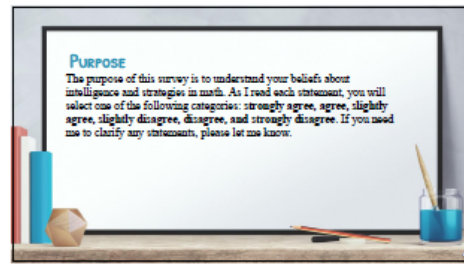 PURPOSE
The purpose of this survey is to understand your beliefs about
intelligence and strategies in math. As I read each statement, you will
select one of the following categories: strongly agree, agree, slightly
agree, slightly disagree, disagree, and strongly disagree. If you need
me to clarify any statements, please let me know.